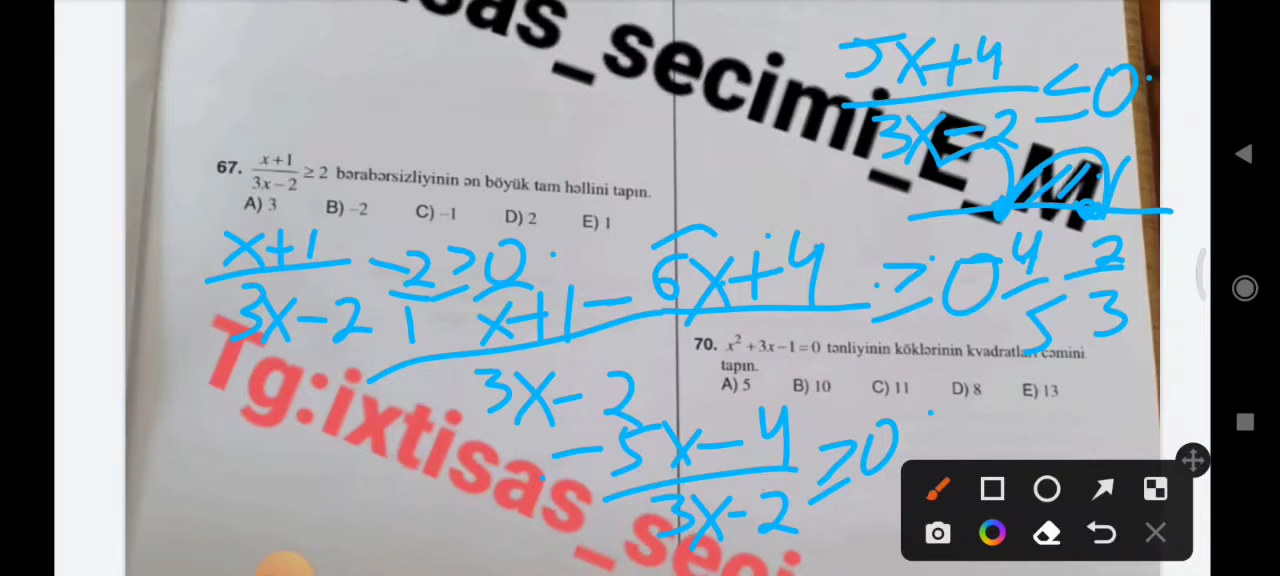 sas_secimi_E_M
67. x+1/3x−2 ≥ 2 bərabərsizliyinin ən böyük tam həllini tapın.
A) 3 B) −2 C) −1 D) 2 E) 1
5x+4/3x−2 ≤0
x+1/3x−2 − 2/1 ≥0
x+1−6x+4/3x−2 ≥0
4/5 2/3
−5x−4/3x−2 ≥0
70. x² +3x−1=0 tənliyinin köklərinin kvadratları cəmini
tapın.
A) 5 B) 10 C) 11 D) 8 E) 13
Tg:ixtisas_seci